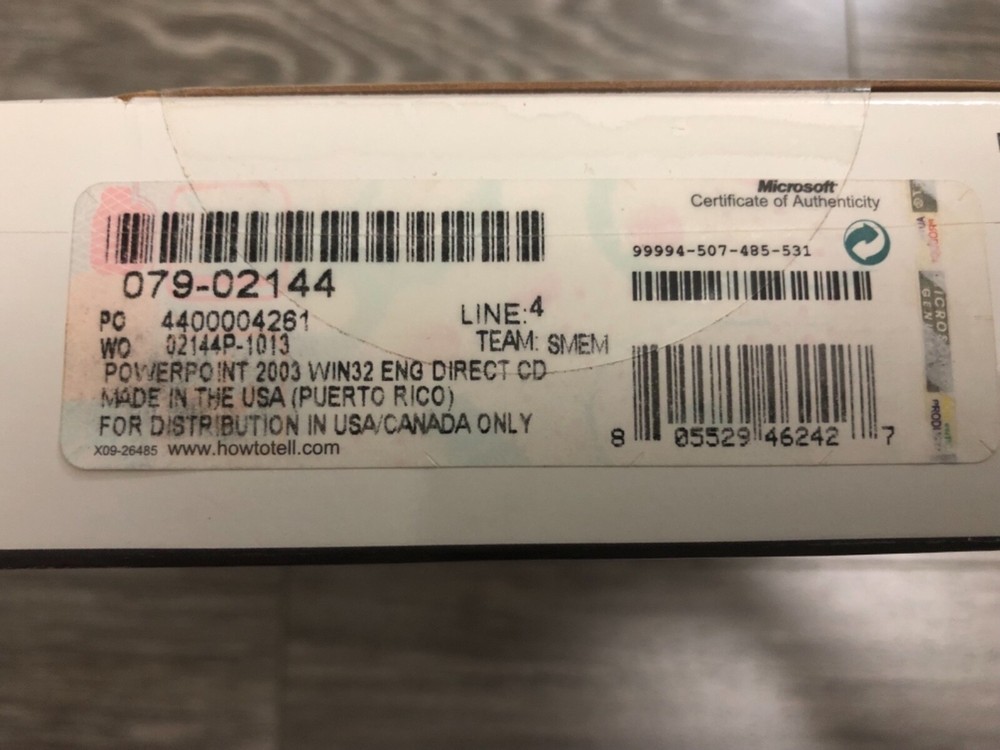 Microsoft
Certificate of Authenticity
99994-507-485-531
079-02144
PO 4400004261
LINE:4
WO 02144P-1013
TEAM: SMEM
POWERPOINT 2003 WIN32 ENG DIRECT CD
MADE IN THE USA (PUERTO RICO)
FOR DISTRIBUTION IN USA/CANADA ONLY
X09-26485 www.howtotell.com
8 05529 46242 7